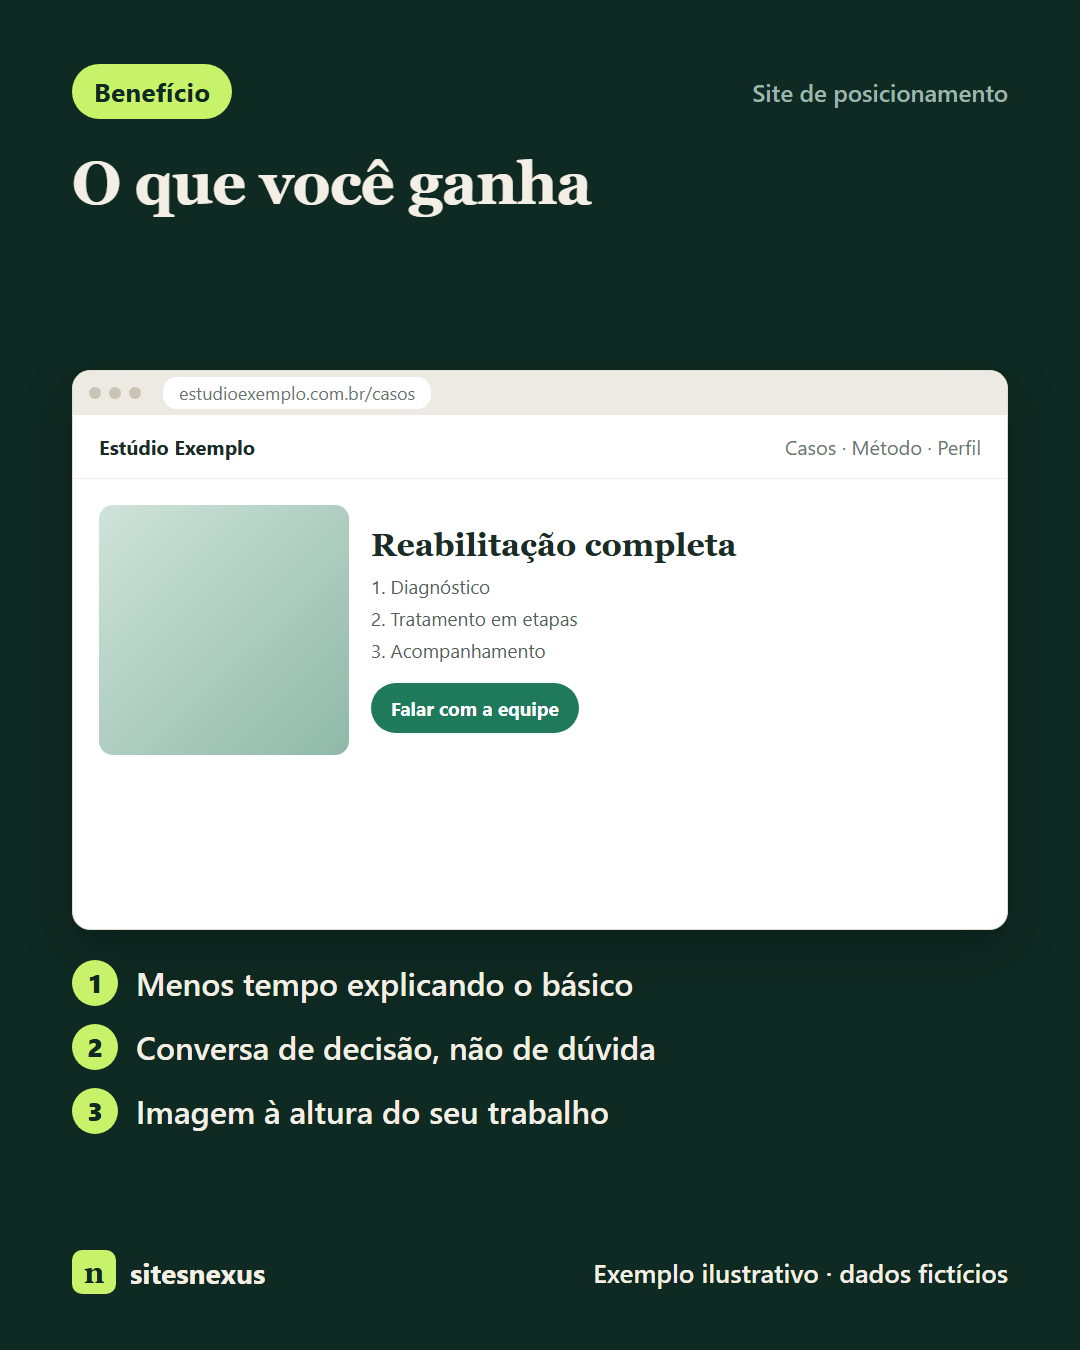 Benefício
Site de posicionamento
O que você ganha
estudioexemplo.com.br/casos
Estúdio Exemplo
Casos · Método · Perfil
Reabilitação completa
1. Diagnóstico
2. Tratamento em etapas
3. Acompanhamento
Falar com a equipe
1 Menos tempo explicando o básico
2 Conversa de decisão, não de dúvida
3 Imagem à altura do seu trabalho
n sitesnexus
Exemplo ilustrativo · dados fictícios